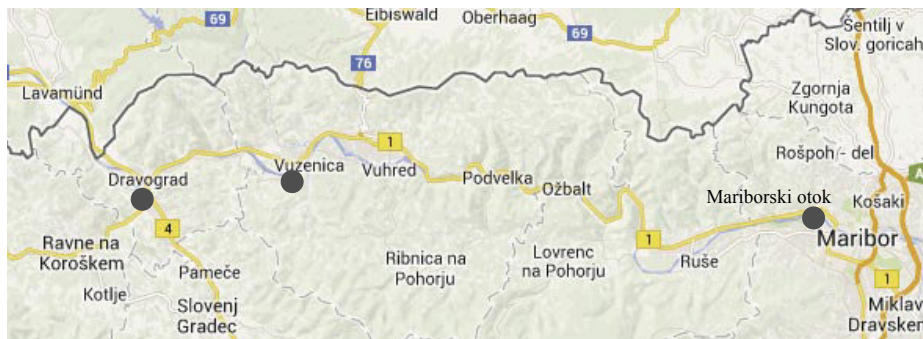 69
Eibiswald
Oberhaag
69
Šentilj v
Slov. goricah
76
Lavamünd
Zgornja
Kungota
1
Rošpoh - del
Dravograd
Vuzenica
Vuhred
Podvelka
Ožbalt
Mariborski otok
Košaki
4
Ravne na
Koroškem
1
Maribor
Pameče
Ribnica na
Pohorju
Lovrenc
na Pohorju
Ruše
Kotlje
Slovenj
Gradec
1
Miklav
Dravskem